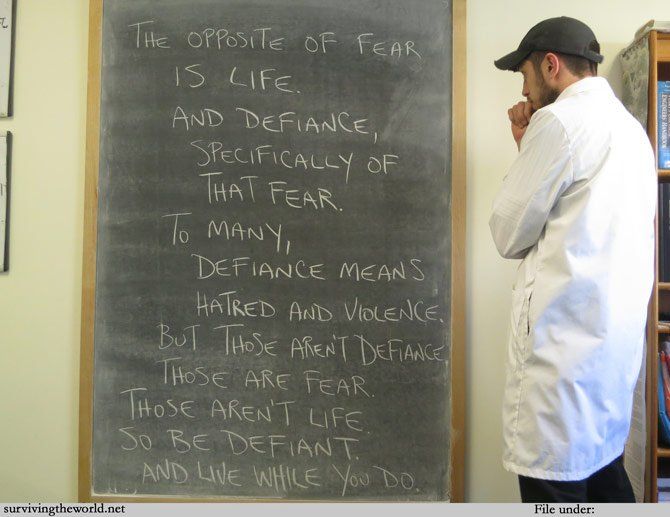 THE OPPOSITE OF FEAR
IS LIFE.
AND DEFIANCE,
SPECIFICALLY OF
THAT FEAR.
TO MANY,
DEFIANCE MEANS
HATRED AND VIOLENCE.
BUT THOSE AREN'T DEFIANCE
THOSE ARE FEAR.
THOSE AREN'T LIFE.
SO BE DEFIANT.
AND LIVE WHILE YOU DO.
survivingtheworld.net
File under: